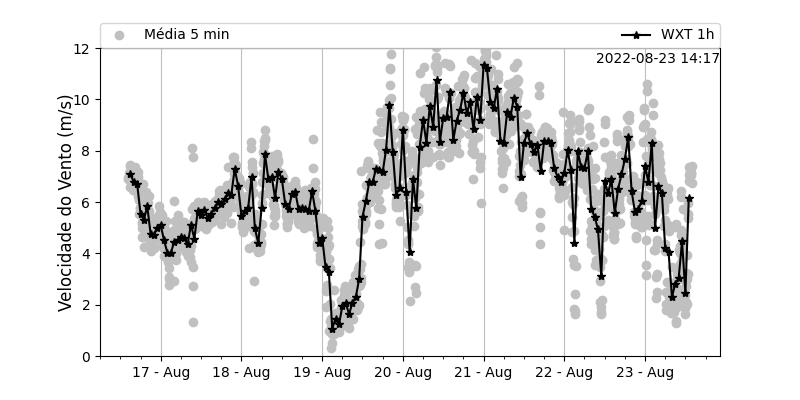 Média 5 min
WXT 1h
2022-08-23 14:17
Velocidade do Vento (m/s)
12
10
8
6
4
2
0
17 - Aug
18 - Aug
19 - Aug
20 - Aug
21 - Aug
22 - Aug
23 - Aug